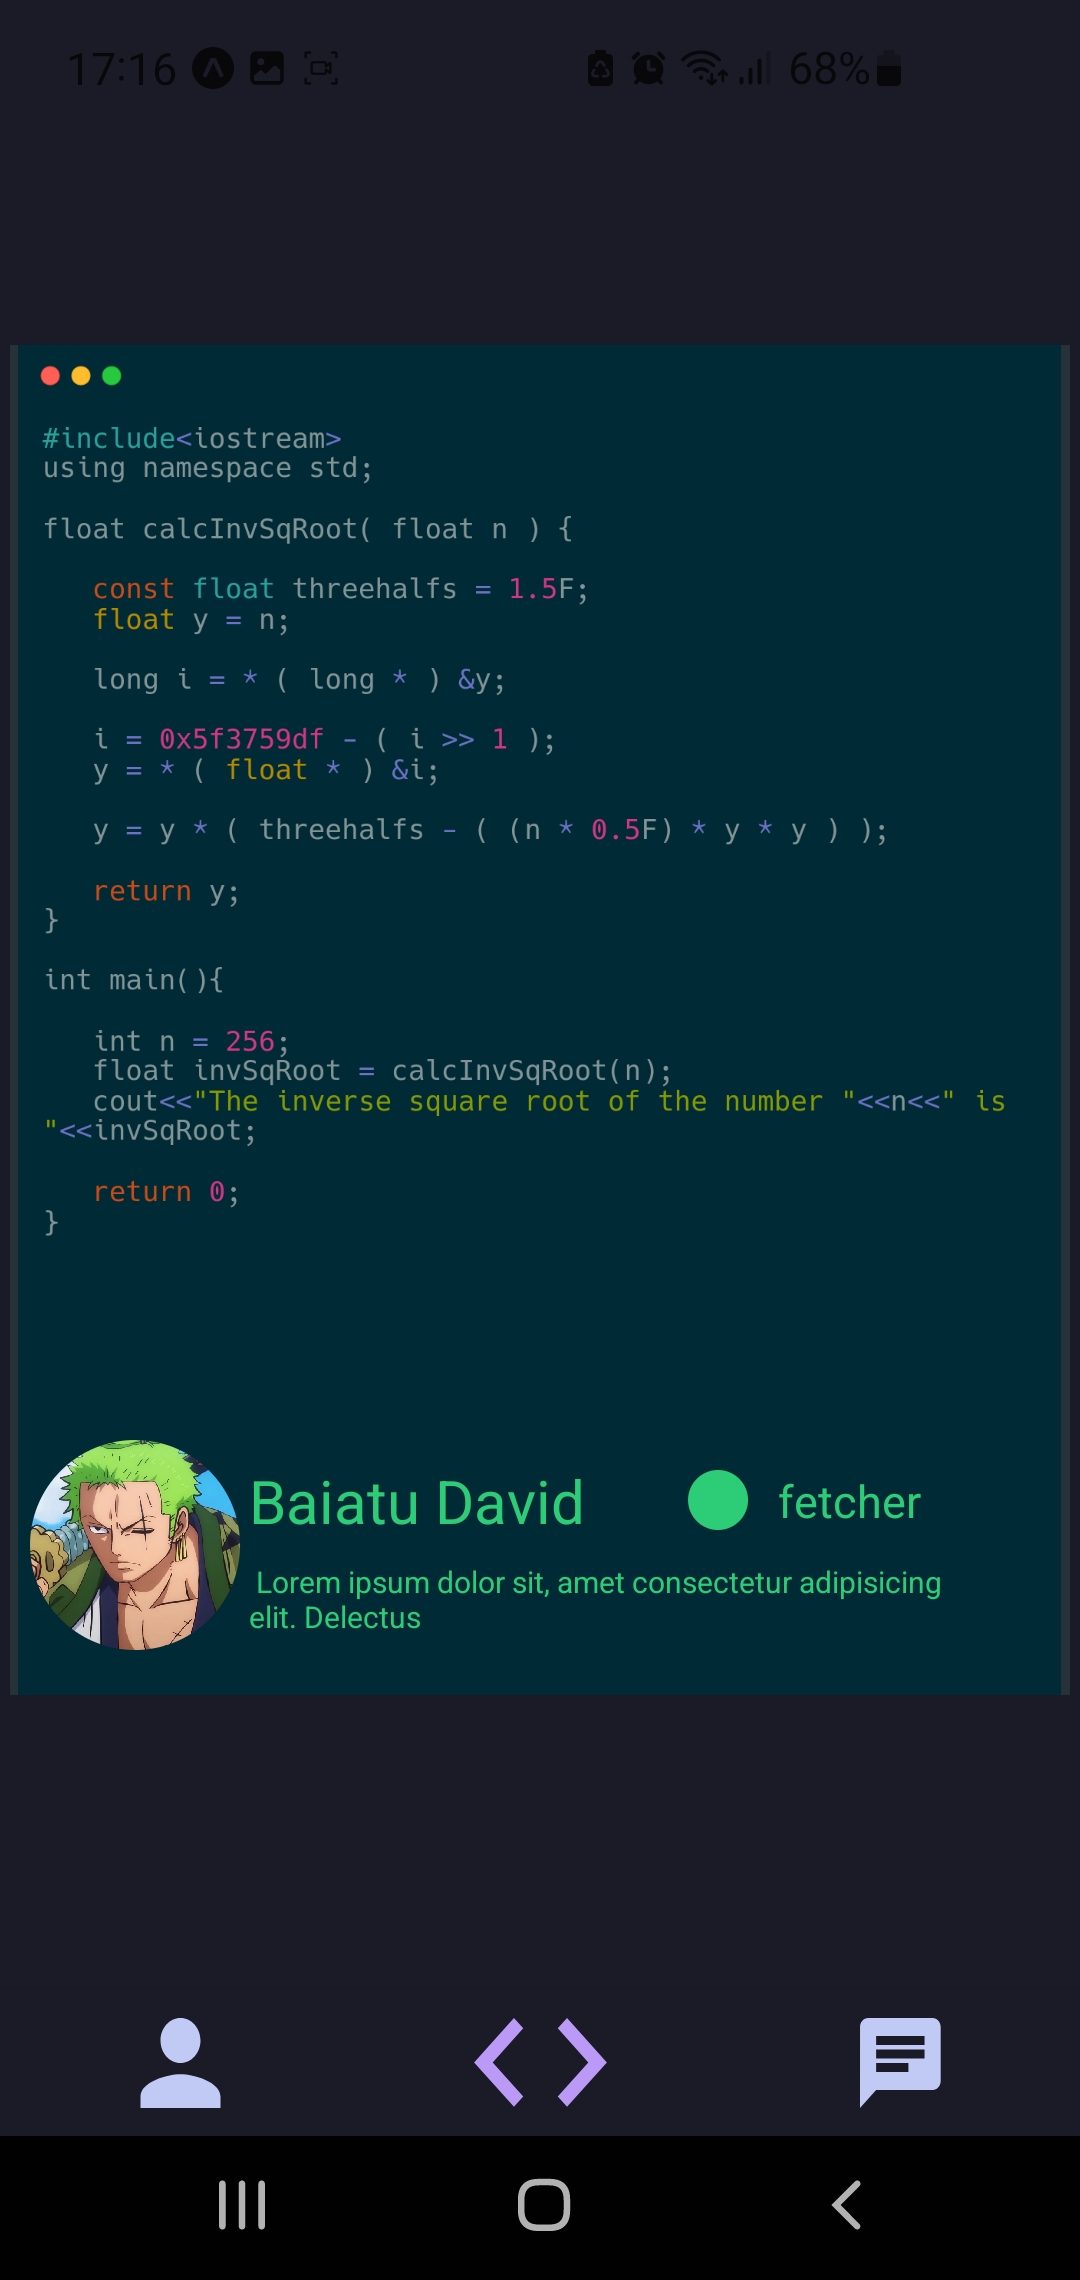 17:16 68%
#include<iostream>
using namespace std;
float calcInvSqRoot( float n ) {
const float threehalfs = 1.5F;
float y = n;
long i = * ( long * ) &y;
i = 0x5f3759df - ( i >> 1 );
y = * ( float * ) &i;
y = y * ( threehalfs - ( (n * 0.5F) * y * y ) );
return y;
}
int main(){
int n = 256;
float invSqRoot = calcInvSqRoot(n);
cout<<"The inverse square root of the number "<<n<<" is
"<<invSqRoot;
return 0;
}
Baiatu David fetcher
Lorem ipsum dolor sit, amet consectetur adipisicing
elit. Delectus